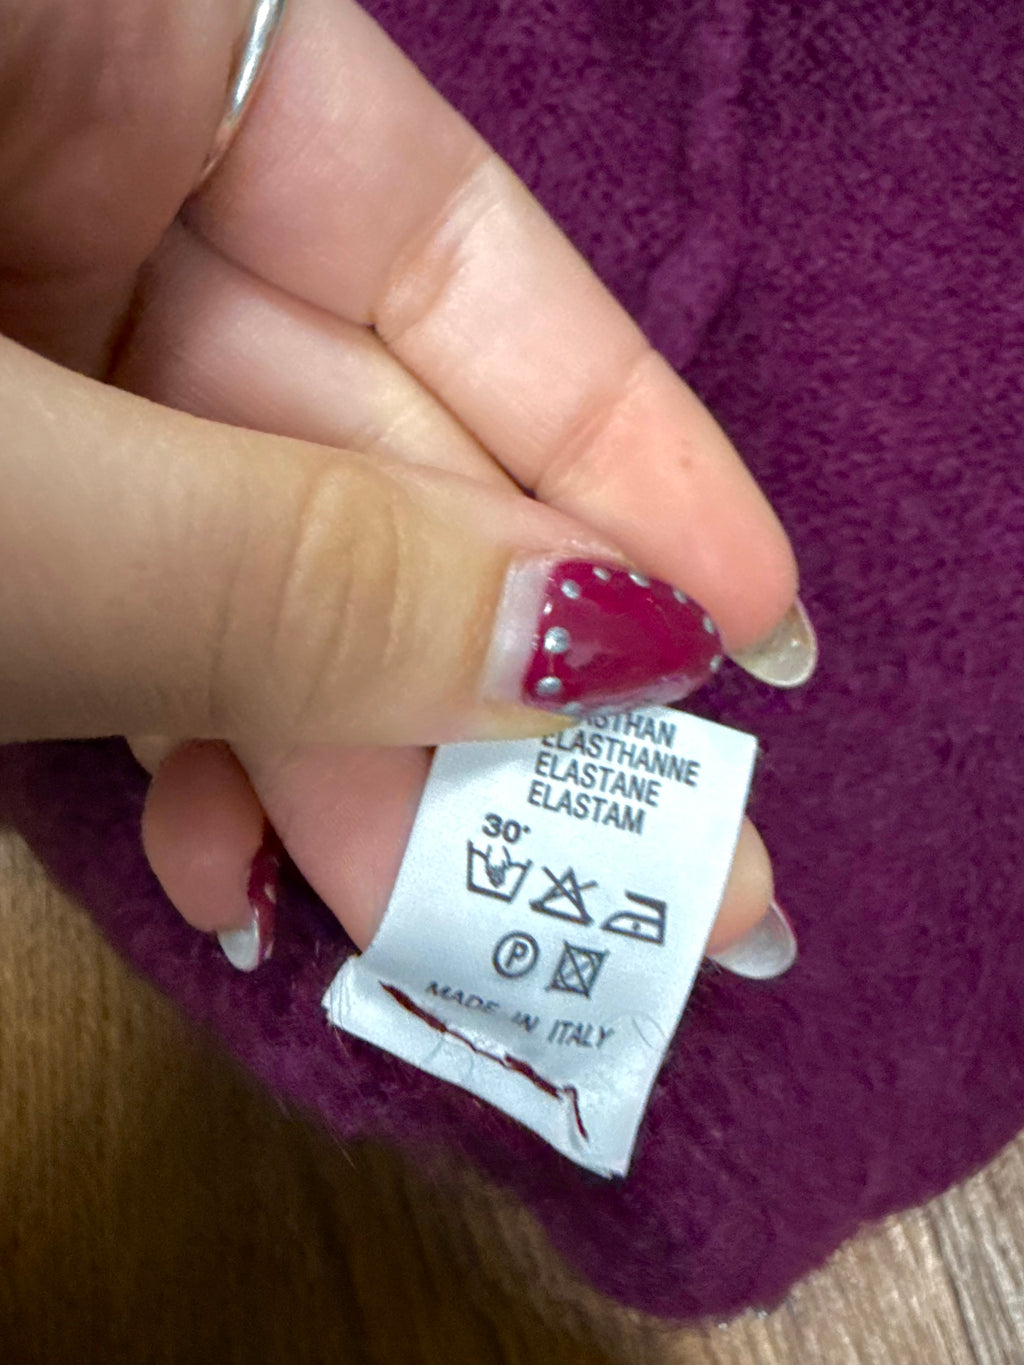 ELASTHANNE
ELASTANE
ELASTAM
30°
P
MADE IN ITALY